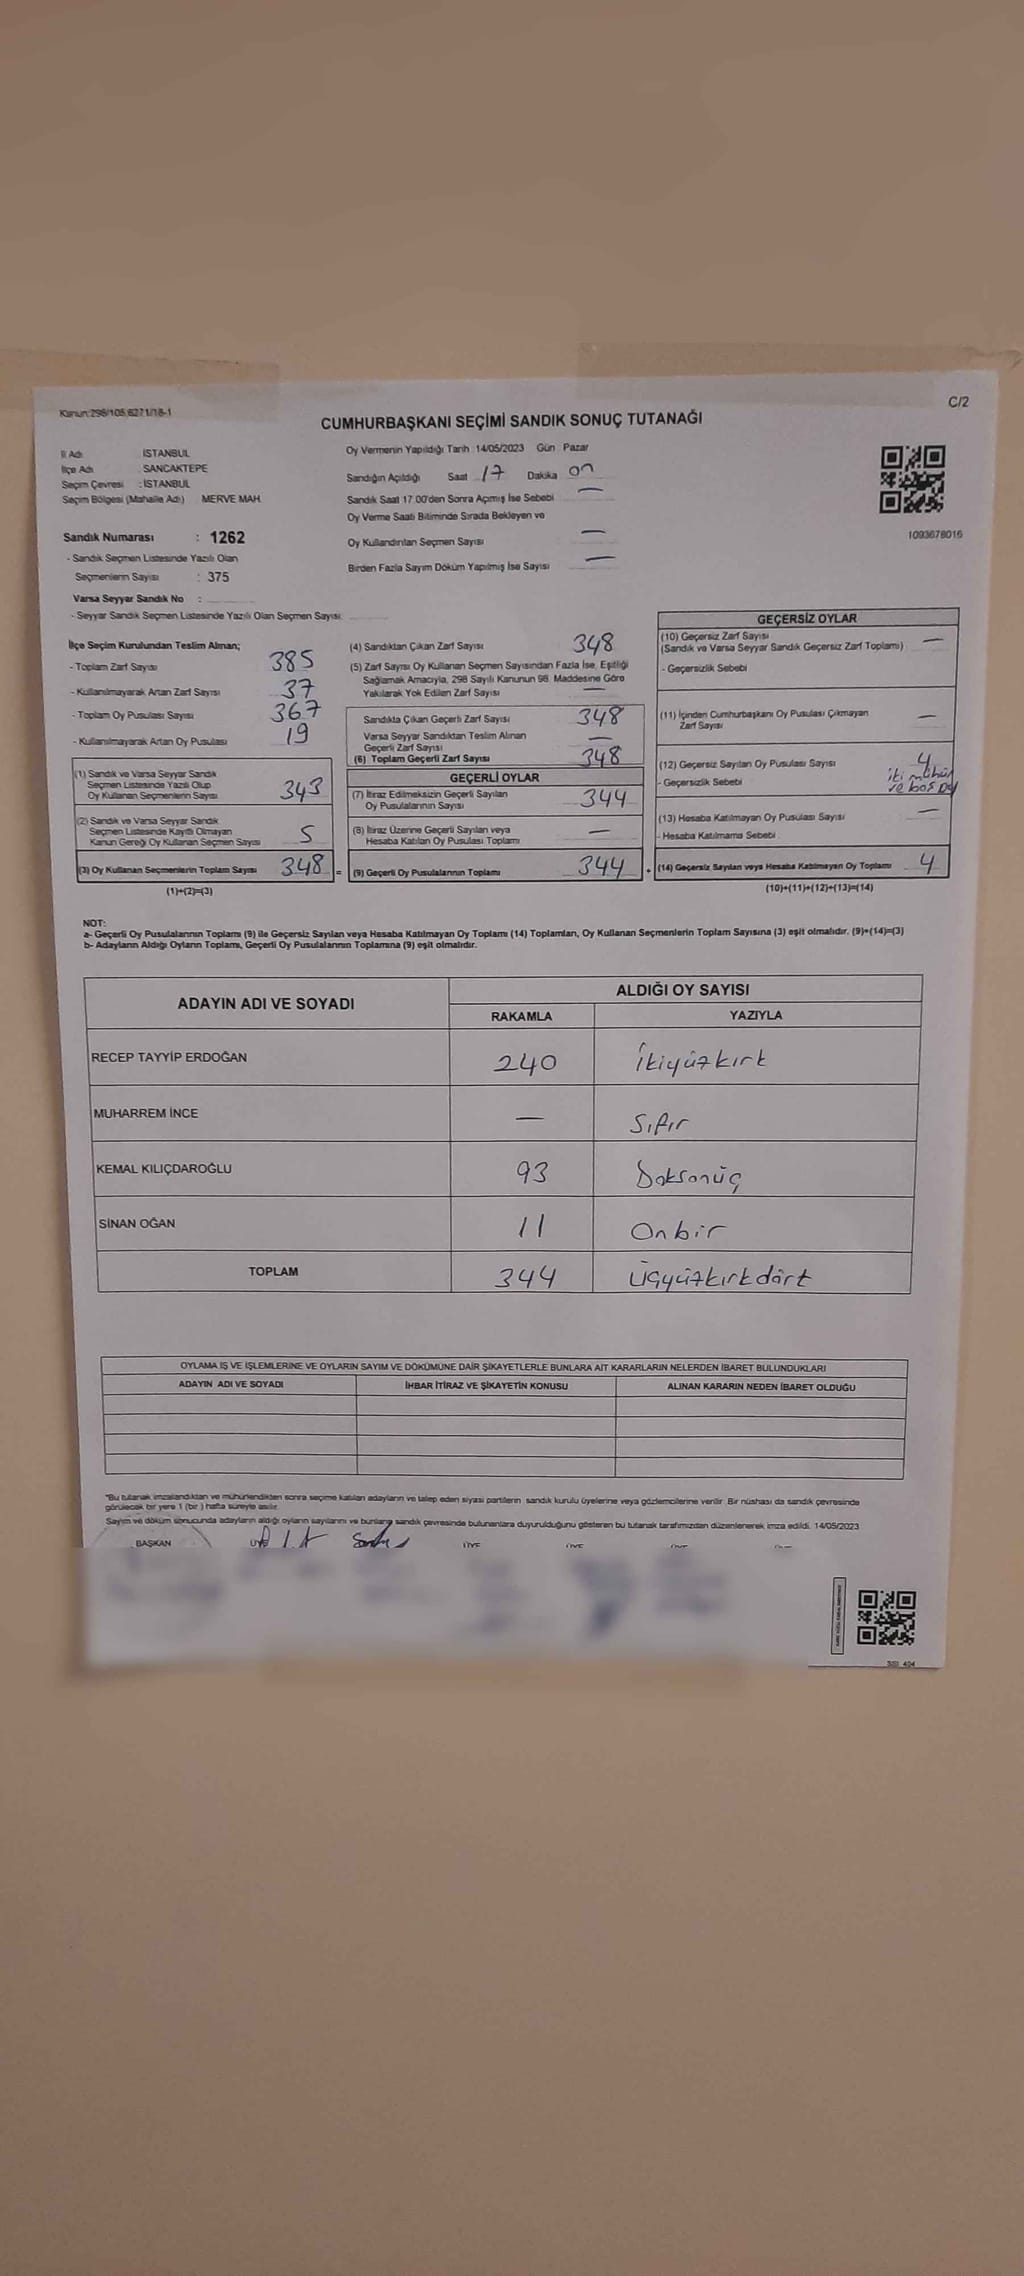 Kanun:298/105,6271/18-1
C/2
CUMHURBAŞKANI SEÇİMİ SANDIK SONUÇ TUTANAĞI
İl Adı : İSTANBUL
İlçe Adı : SANCAKTEPE
Seçim Çevresi : İSTANBUL
Seçim Bölgesi (Mahalle Adı) MERVE MAH.
Sandık Numarası : 1262
- Sandık Seçmen Listesinde Yazılı Olan
Seçmenlerin Sayısı : 375
Varsa Seyyar Sandık No :
- Seyyar Sandık Seçmen Listesinde Yazılı Olan Seçmen Sayısı:
Oy Vermenin Yapıldığı Tarih : 14/05/2023 Gün : Pazar
Sandığın Açıldığı Saat 17 Dakika on
Sandık Saat 17.00'den Sonra Açımış İse Sebebi —
Oy Verme Saati Bitiminde Sırada Bekleyen ve
Oy Kullandırılan Seçmen Sayısı —
Birden Fazla Sayım Döküm Yapılmış İse Sayısı —
1093678016
İlçe Seçim Kurulundan Teslim Alınan;
- Toplam Zarf Sayısı 385
- Kullanılmayarak Artan Zarf Sayısı 37
- Toplam Oy Pusulası Sayısı 367
- Kullanılmayarak Artan Oy Pusulası 19
(1) Sandık ve Varsa Seyyar Sandık
Seçmen Listesinde Yazılı Olup
Oy Kullanan Seçmenlerin Sayısı 343
(2) Sandık ve Varsa Seyyar Sandık
Seçmen Listesinde Kayıtlı Olmayan
Kanun Gereği Oy Kullanan Seçmen Sayısı 5
(3) Oy Kullanan Seçmenlerin Toplam Sayısı 348 =
(1)+(2)=(3)
(4) Sandıktan Çıkan Zarf Sayısı 348
(5) Zarf Sayısı Oy Kullanan Seçmen Sayısından Fazla İse, Eşitliği
Sağlamak Amacıyla, 298 Sayılı Kanunun 98. Maddesine Göre
Yakılarak Yok Edilen Zarf Sayısı —
Sandıkta Çıkan Geçerli Zarf Sayısı 348
Varsa Seyyar Sandıktan Teslim Alınan
Geçerli Zarf Sayısı —
(6) Toplam Geçerli Zarf Sayısı 348
GEÇERLİ OYLAR
(7) İtiraz Edilmeksizin Geçerli Sayılan
Oy Pusulalarının Sayısı 344
(8) İtiraz Üzerine Geçerli Sayılan veya
Hesaba Katılan Oy Pusulası Toplamı —
(9) Geçerli Oy Pusulalarının Toplamı 344 +
GEÇERSİZ OYLAR
(10) Geçersiz Zarf Sayısı —
(Sandık ve Varsa Seyyar Sandık Geçersiz Zarf Toplamı)
- Geçersizlik Sebebi
(11) İçinden Cumhurbaşkanı Oy Pusulası Çıkmayan
Zarf Sayısı —
(12) Geçersiz Sayılan Oy Pusulası Sayısı 4
- Geçersizlik Sebebi iki mühür
ve boş
(13) Hesaba Katılmayan Oy Pusulası Sayısı —
- Hesaba Katılmama Sebebi
(14) Geçersiz Sayılan veya Hesaba Katılmayan Oy Toplamı 4
(10)+(11)+(12)+(13)=(14)
NOT:
a- Geçerli Oy Pusulalarının Toplamı (9) ile Geçersiz Sayılan veya Hesaba Katılmayan Oy Toplamı (14) Toplamları, Oy Kullanan Seçmenlerin Toplam Sayısına (3) eşit olmalıdır. (9)+(14)=(3)
b- Adayların Aldığı Oyların Toplamı, Geçerli Oy Pusulalarının Toplamına (9) eşit olmalıdır.
ADAYIN ADI VE SOYADI
ALDIĞI OY SAYISI
RAKAMLA YAZIYLA
RECEP TAYYİP ERDOĞAN 240 İkiyüzkırk
MUHARREM İNCE — Sıfır
KEMAL KILIÇDAROĞLU 93 Doksanüç
SİNAN OĞAN 11 Onbir
TOPLAM 344 Üçyüzkırkdört
OYLAMA İŞ VE İŞLEMLERİNE VE OYLARIN SAYIM VE DÖKÜMÜNE DAİR ŞİKAYETLERLE BUNLARA AİT KARARLARIN NELERDEN İBARET BULUNDUKLARI
ADAYIN ADI VE SOYADI İHBAR İTİRAZ VE ŞİKAYETİN KONUSU ALINAN KARARIN NEDEN İBARET OLDUĞU
"Bu tutanak imzalandıktan ve mühürlendikten sonra seçime katılan adayların ve talep eden siyasi partilerin sandık kurulu üyelerine veya gözlemcilerine verilir. Bir nüshası da sandık çevresinde
görülecek bir yere 1 (bir) hafta süreyle asılır.
Sayım ve döküm sonucunda adayların aldığı oyların sayılarını ve bunların sandık çevresinde bulunanlara duyurulduğunu gösteren bu tutanak tarafımızdan düzenlenerek imza edildi. 14/05/2023
BAŞKAN ÜYE ÜYE ÜYE ÜYE ÜYE
SSI 404